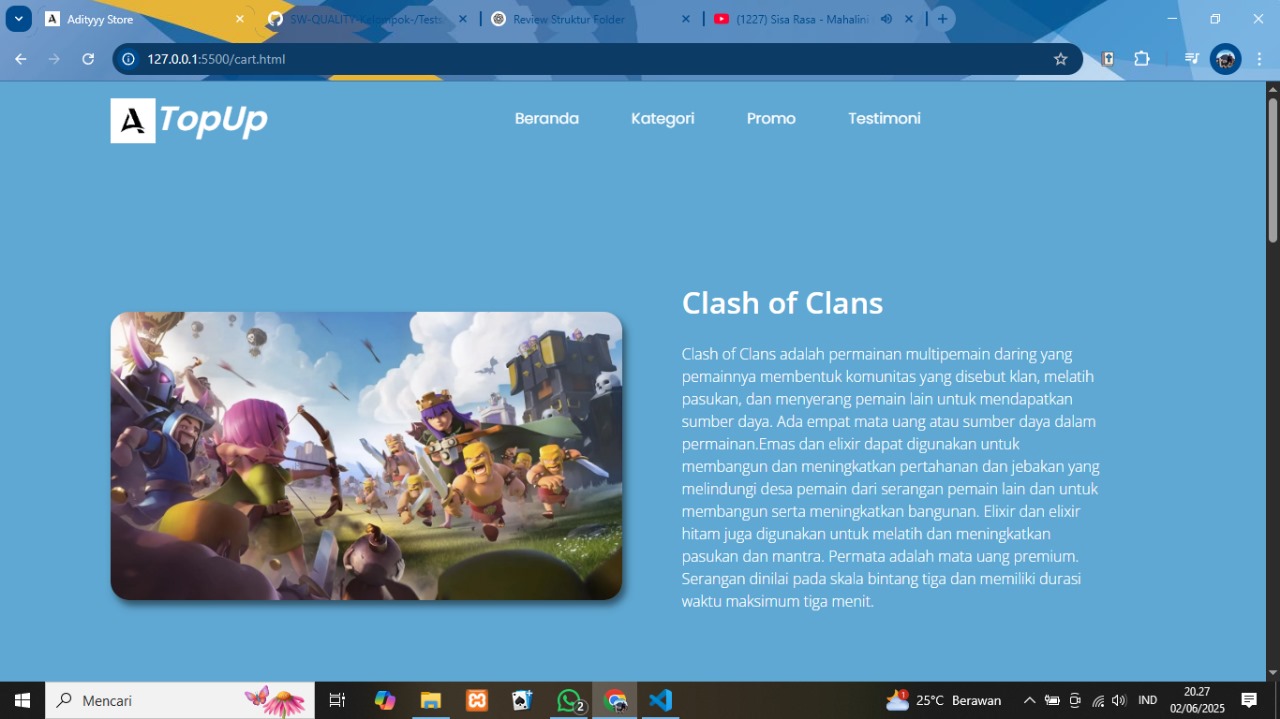 Adityyy Store
SW-QUALITY-Kelompok-/Tests
Review Struktur Folder
(1227) Sisa Rasa - Mahalini
127.0.0.1:5500/cart.html
TopUp
Beranda
Kategori
Promo
Testimoni
Clash of Clans
Clash of Clans adalah permainan multipemain daring yang
pemainnya membentuk komunitas yang disebut klan, melatih
pasukan, dan menyerang pemain lain untuk mendapatkan
sumber daya. Ada empat mata uang atau sumber daya dalam
permainan.Emas dan elixir dapat digunakan untuk
membangun dan meningkatkan pertahanan dan jebakan yang
melindungi desa pemain dari serangan pemain lain dan untuk
membangun serta meningkatkan bangunan. Elixir dan elixir
hitam juga digunakan untuk melatih dan meningkatkan
pasukan dan mantra. Permata adalah mata uang premium.
Serangan dinilai pada skala bintang tiga dan memiliki durasi
waktu maksimum tiga menit.
Mencari
2
1
25°C Berawan
IND
20.27
02/06/2025